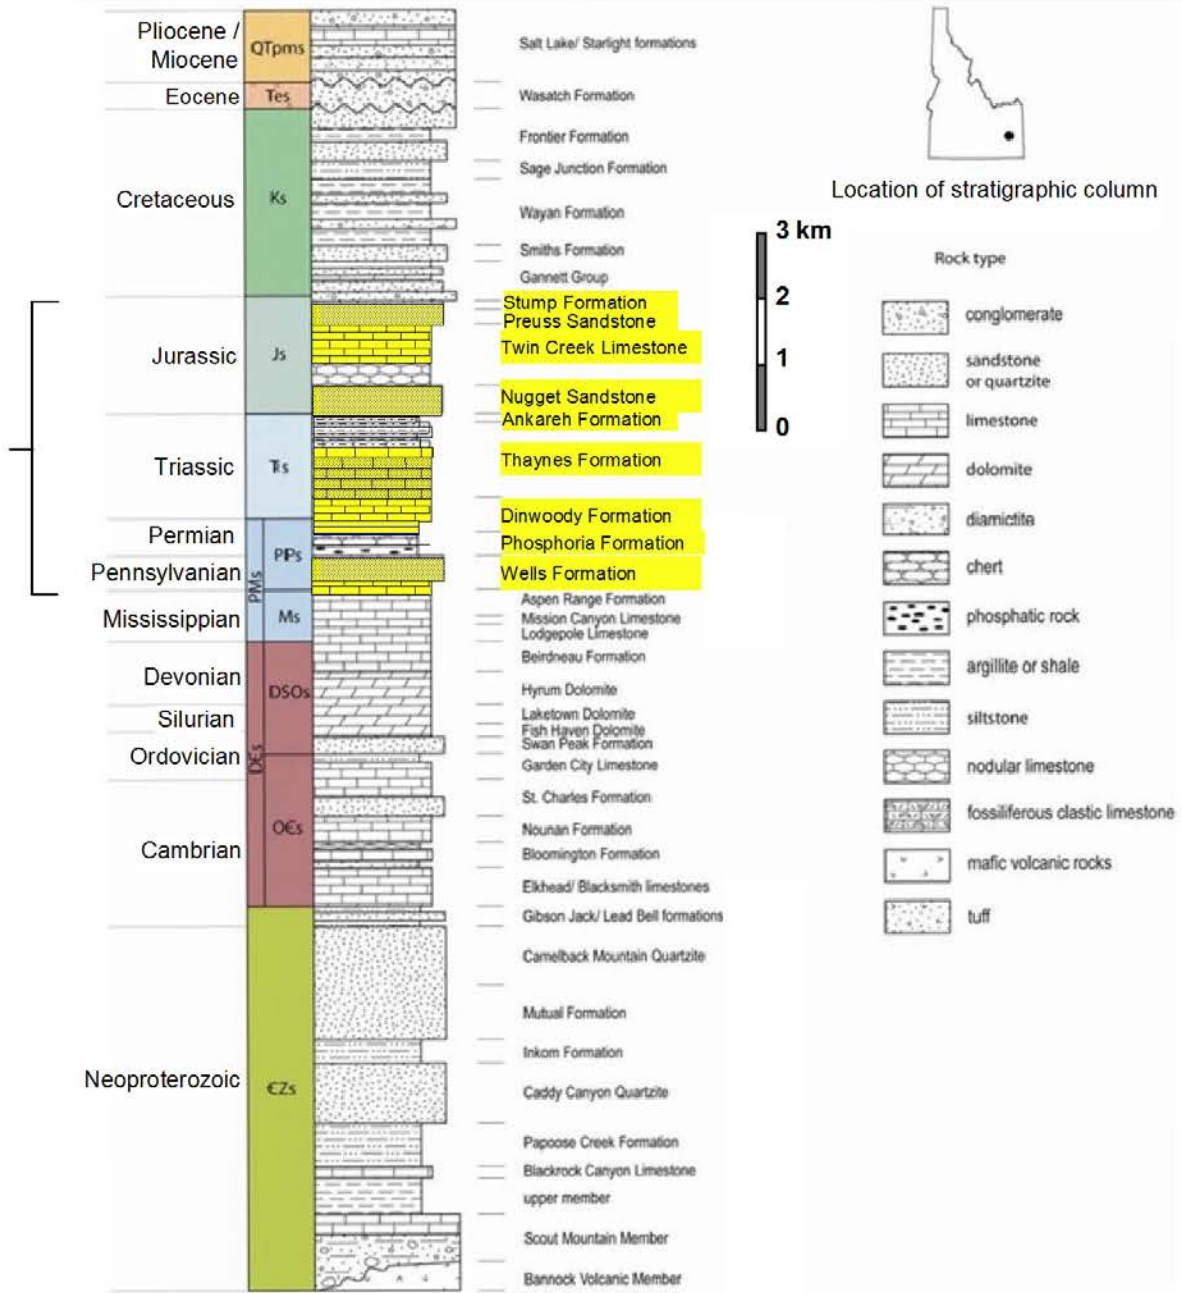 Pliocene /
Miocene
QTpms
Salt Lake/ Starlight formations
Eocene
Tes
Wasatch Formation
Cretaceous
Ks
Frontier Formation
Sage Junction Formation
Wayan Formation
Smiths Formation
Gannett Group
Jurassic
Js
Stump Formation
Preuss Sandstone
Twin Creek Limestone
Nugget Sandstone
Triassic
Ankareh Formation
Thaynes Formation
Dinwoody Formation
Permian
PMs
Phosphoria Formation
Pennsylvanian
Wells Formation
Mississippian
Ms
Aspen Range Formation
Mission Canyon Limestone
Lodgepole Limestone
Devonian
DSOs
Beirdneau Formation
Hyrum Dolomite
Silurian
Laketown Dolomite
Fish Haven Dolomite
Ordovician
Swan Peak Formation
Garden City Limestone
Cambrian
O€s
St. Charles Formation
Nounan Formation
Bloomington Formation
Elkhead/ Blacksmith limestones
Gibson Jack/ Lead Bell formations
Neoproterozoic
€Zs
Camelback Mountain Quartzite
Mutual Formation
Inkom Formation
Caddy Canyon Quartzite
Papoose Creek Formation
Blackrock Canyon Limestone
upper member
Scout Mountain Member
Bannock Volcanic Member
Location of stratigraphic column
3 km
2
1
0
Rock type
conglomerate
sandstone
or quartzite
limestone
dolomite
diamictite
chert
phosphatic rock
argillite or shale
siltstone
nodular limestone
fossiliferous clastic limestone
mafic volcanic rocks
tuff